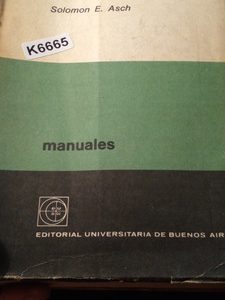 Solomon E. Asch
K6665
manuales
EDITORIAL UNIVERSITARIA DE BUENOS AIR